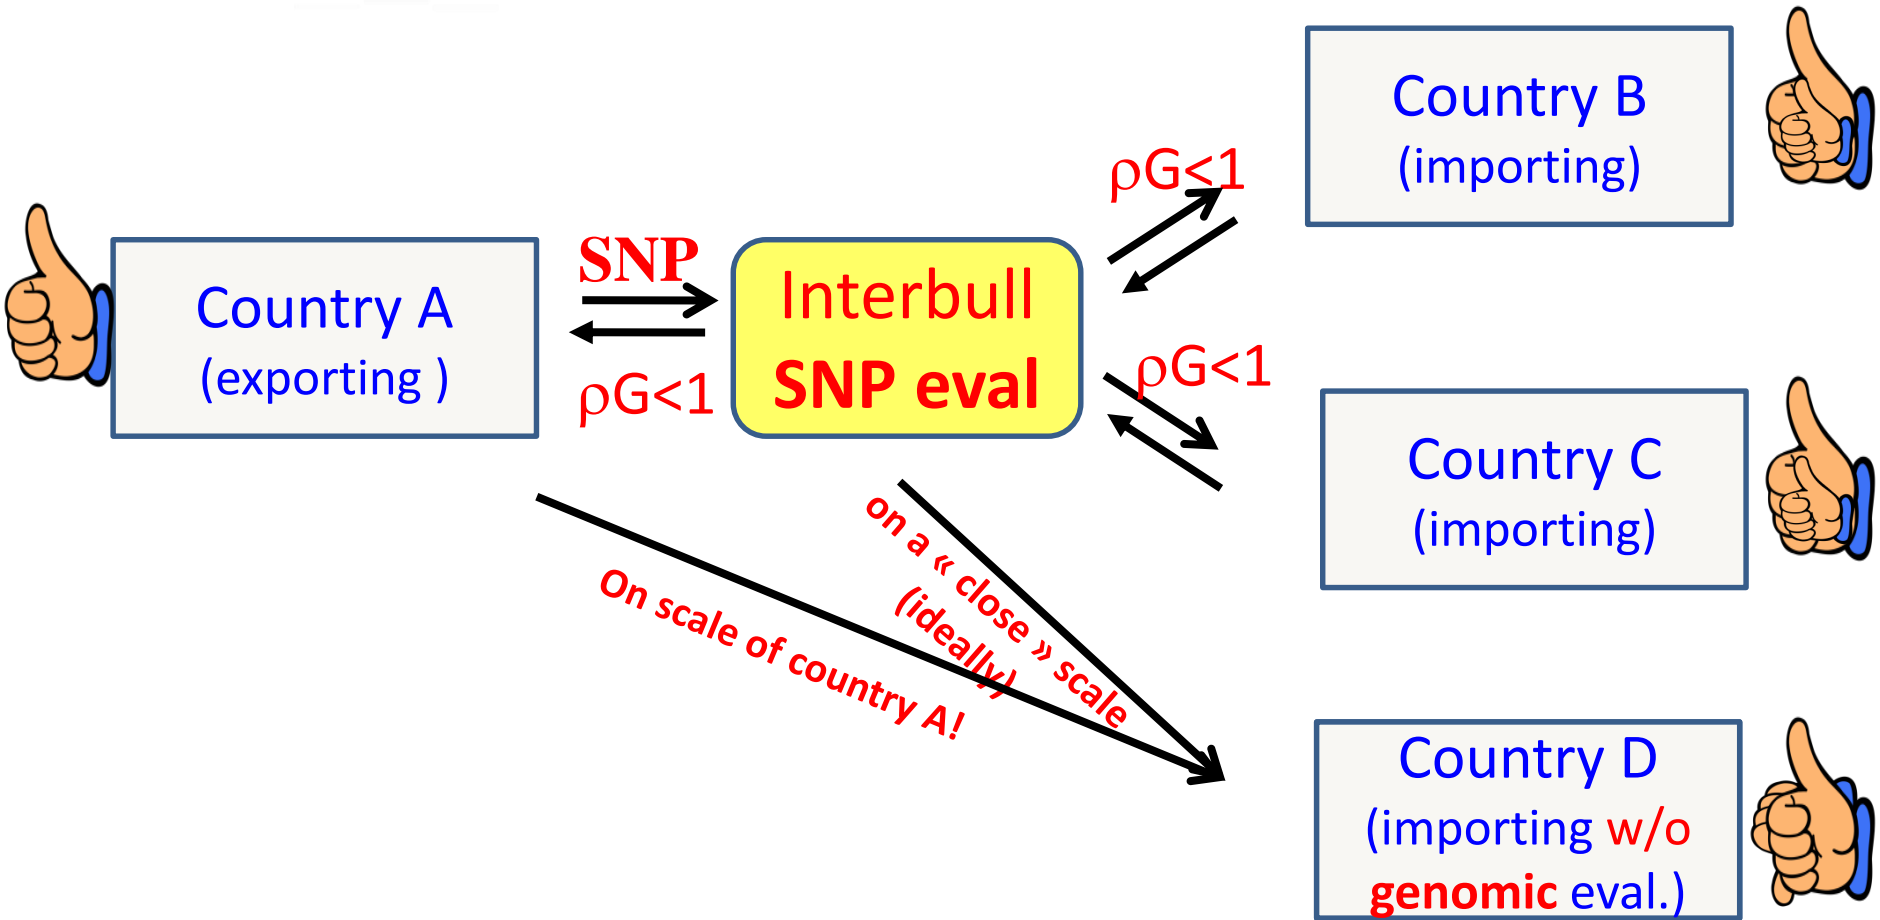 Country A
(exporting )
SNP
ρG<1
Interbull
SNP eval
ρG<1
Country B
(importing)
ρG<1
Country C
(importing)
On scale of country A!
on a « close » scale
(ideally)
Country D
(importing w/o
genomic eval.)